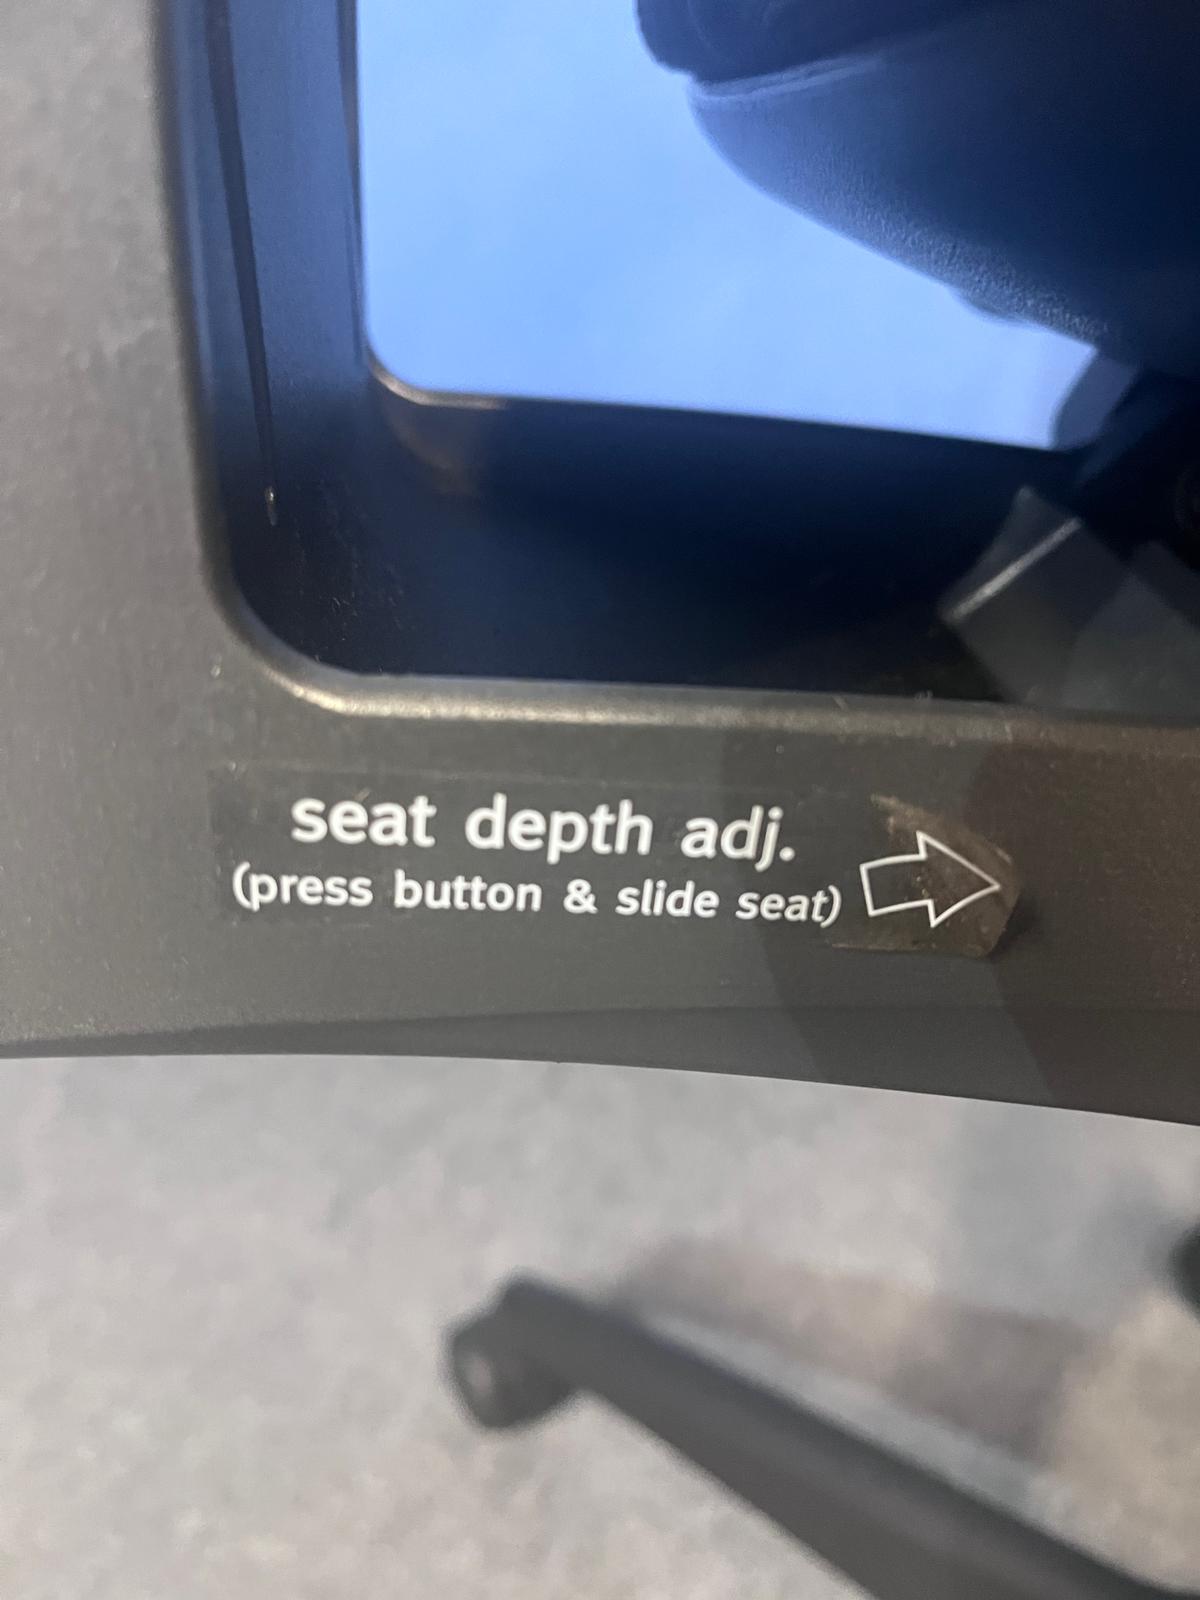 seat depth adj.
(press button & slide seat)